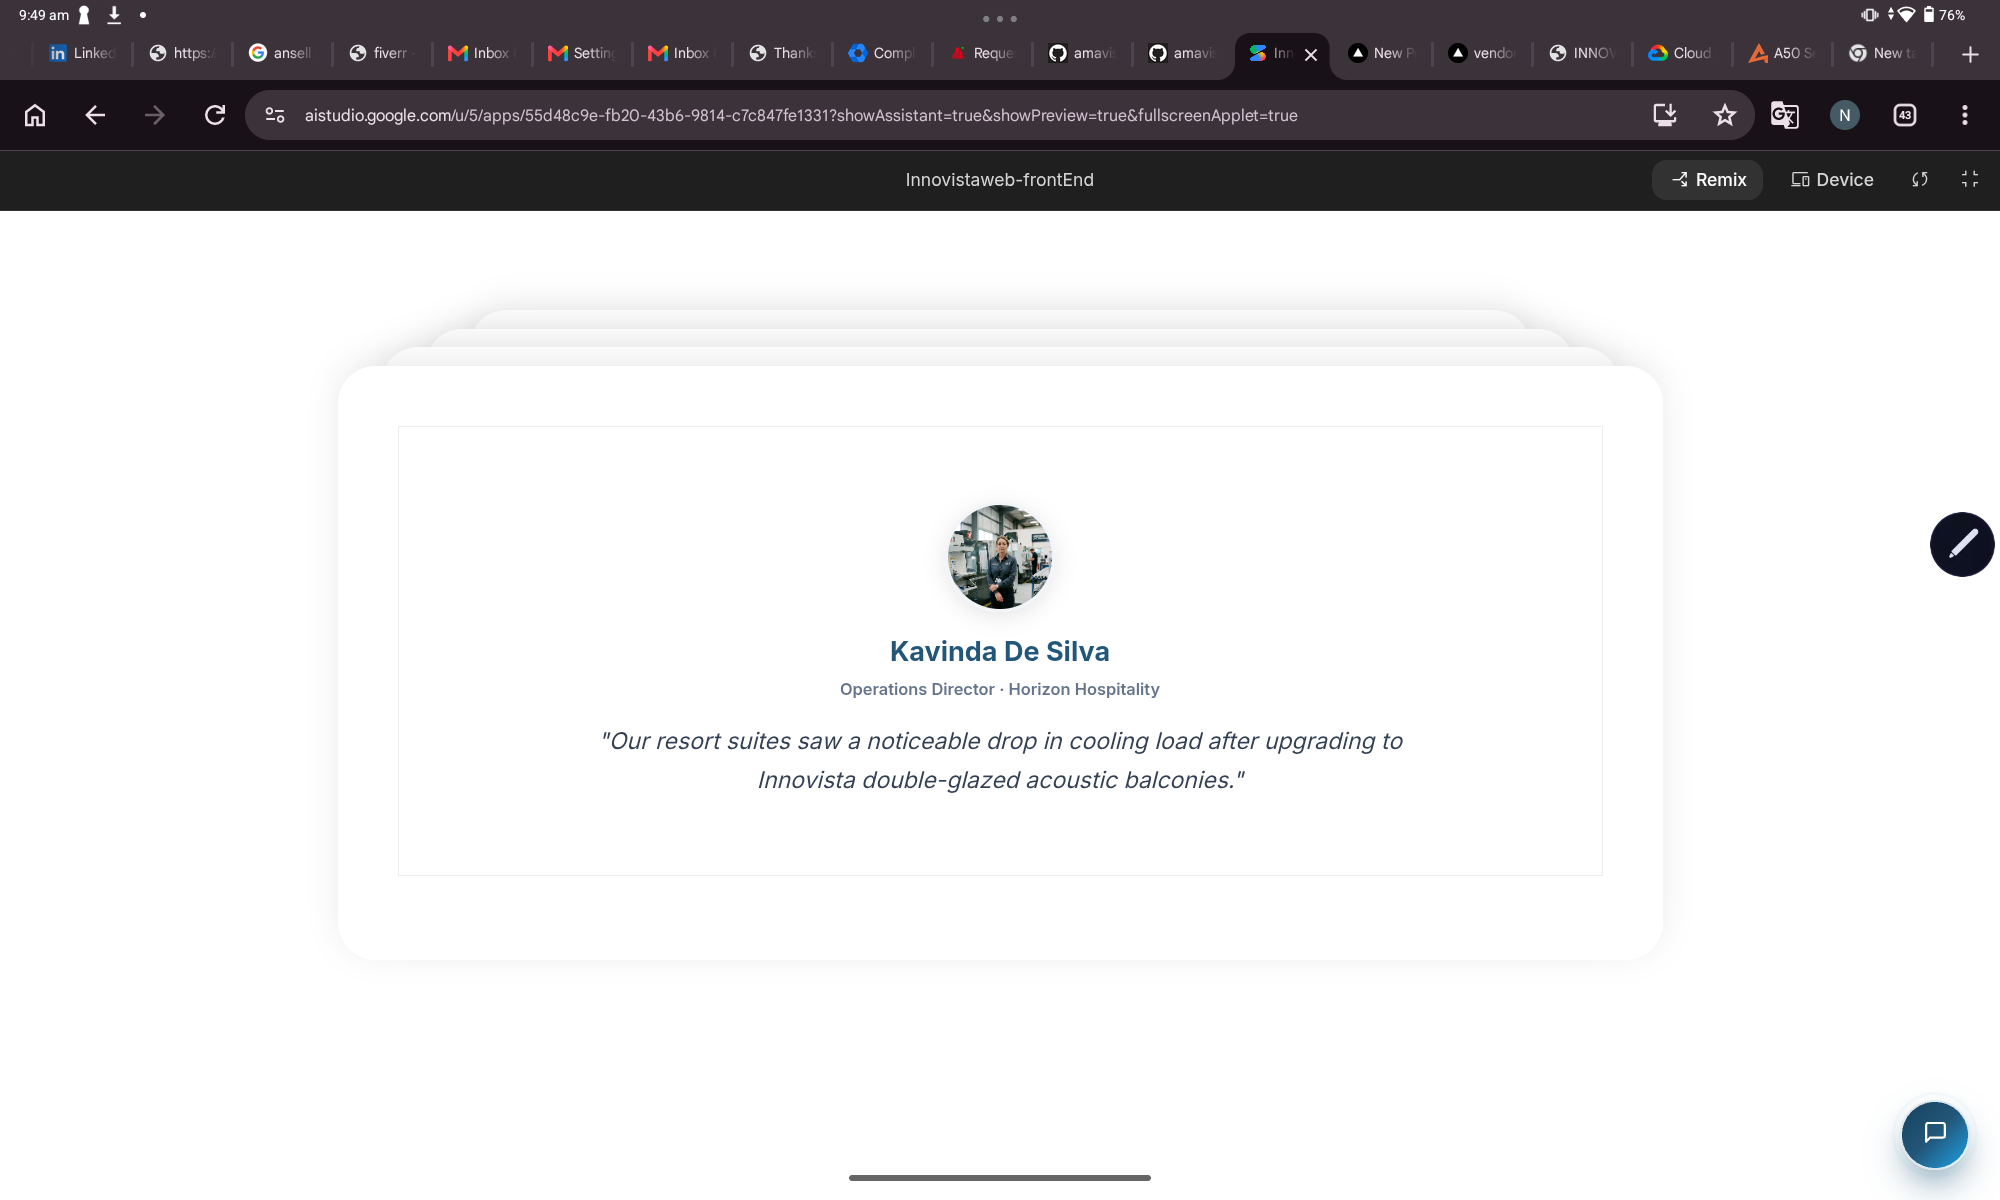 9:49 am
76%
Linked
https:/
ansell
fiverr -
Inbox
Setting
Inbox
Thank
Compl
Reque
amavi
amavi
Inn
New P
vendo
INNOV
Cloud
A50 S
New ta
aistudio.google.com/u/5/apps/55d48c9e-fb20-43b6-9814-c7c847fe1331?showAssistant=true&showPreview=true&fullscreenApplet=true
N
43
Innovistaweb-frontEnd
Remix
Device
Kavinda De Silva
Operations Director · Horizon Hospitality
"Our resort suites saw a noticeable drop in cooling load after upgrading to
Innovista double-glazed acoustic balconies."